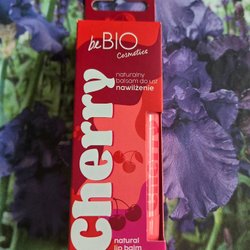 beBIO
Cosmetics
naturalny
balsam do ust
nawilżenie
Cherry
natural
lip balm